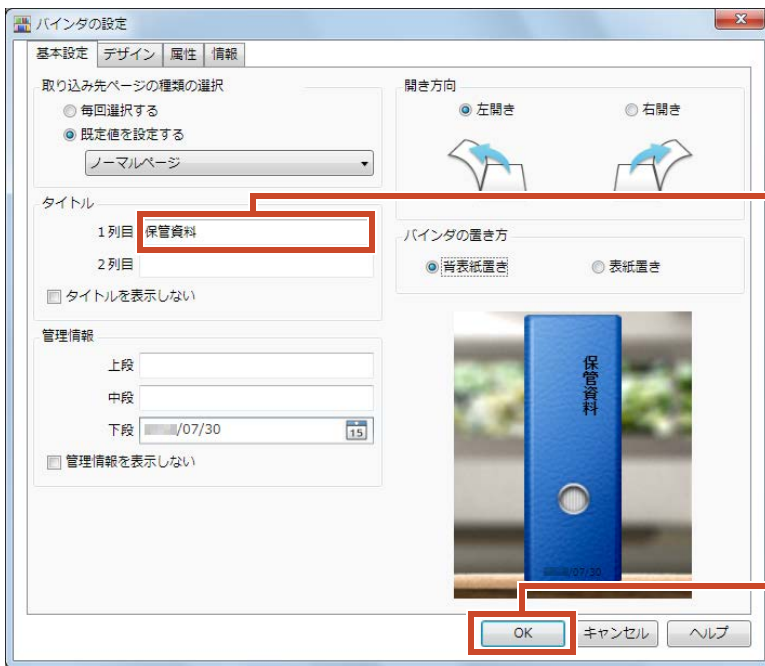 バインダの設定
基本設定 デザイン 属性 情報
取り込み先ページの種類の選択
毎回選択する
既定値を設定する
ノーマルページ
タイトル
1列目 保管資料
2列目
タイトルを表示しない
管理情報
上段
中段
下段 /07/30 15
管理情報を表示しない
開き方向
左開き 右開き
バインダの置き方
背表紙置き 表紙置き
保管資料
/07/30
OK キャンセル ヘルプ